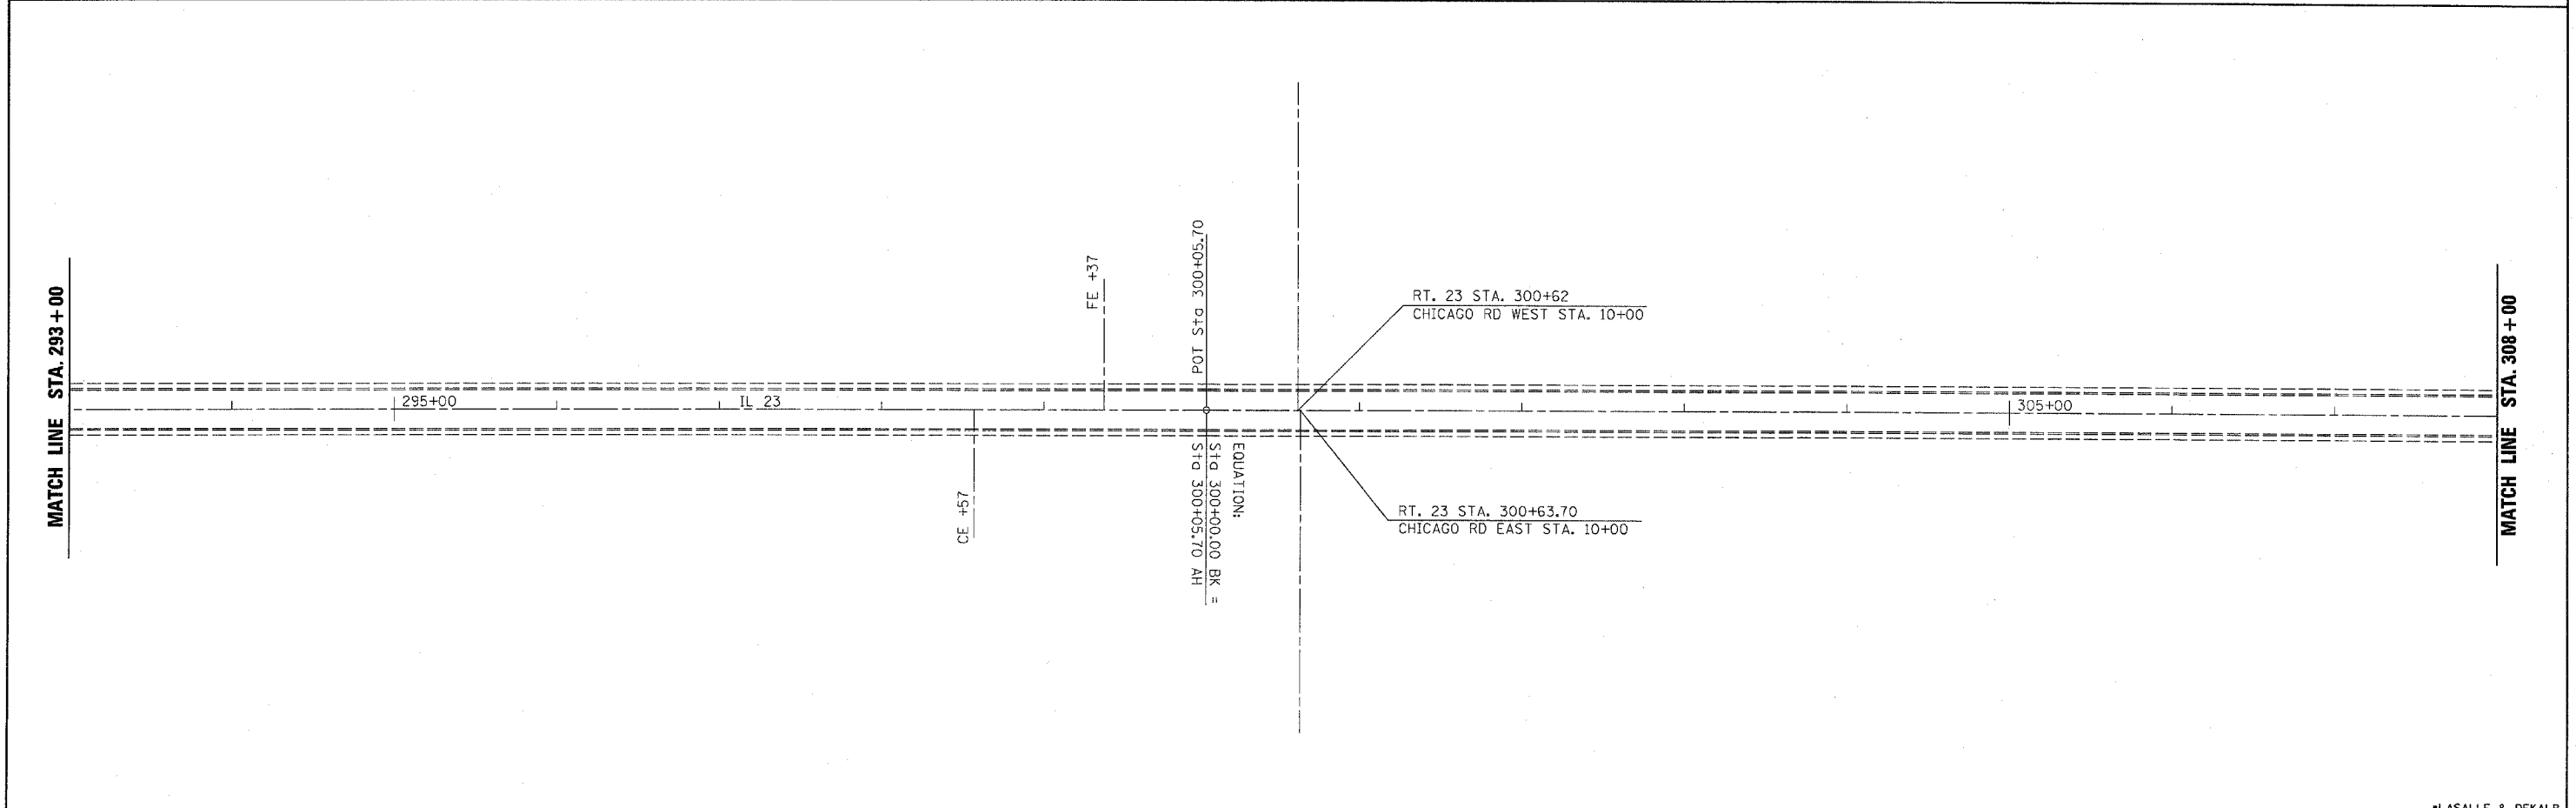 MATCH LINE STA. 293+00
295+00
IL 23
CE +57
FE +37
POT Sta 300+05.70
EQUATION:
Sta 300+00.00 BK =
Sta 300+05.70 AH
RT. 23 STA. 300+62
CHICAGO RD WEST STA. 10+00
RT. 23 STA. 300+63.70
CHICAGO RD EAST STA. 10+00
305+00
MATCH LINE STA. 308+00
*LASALLE & DEKALB